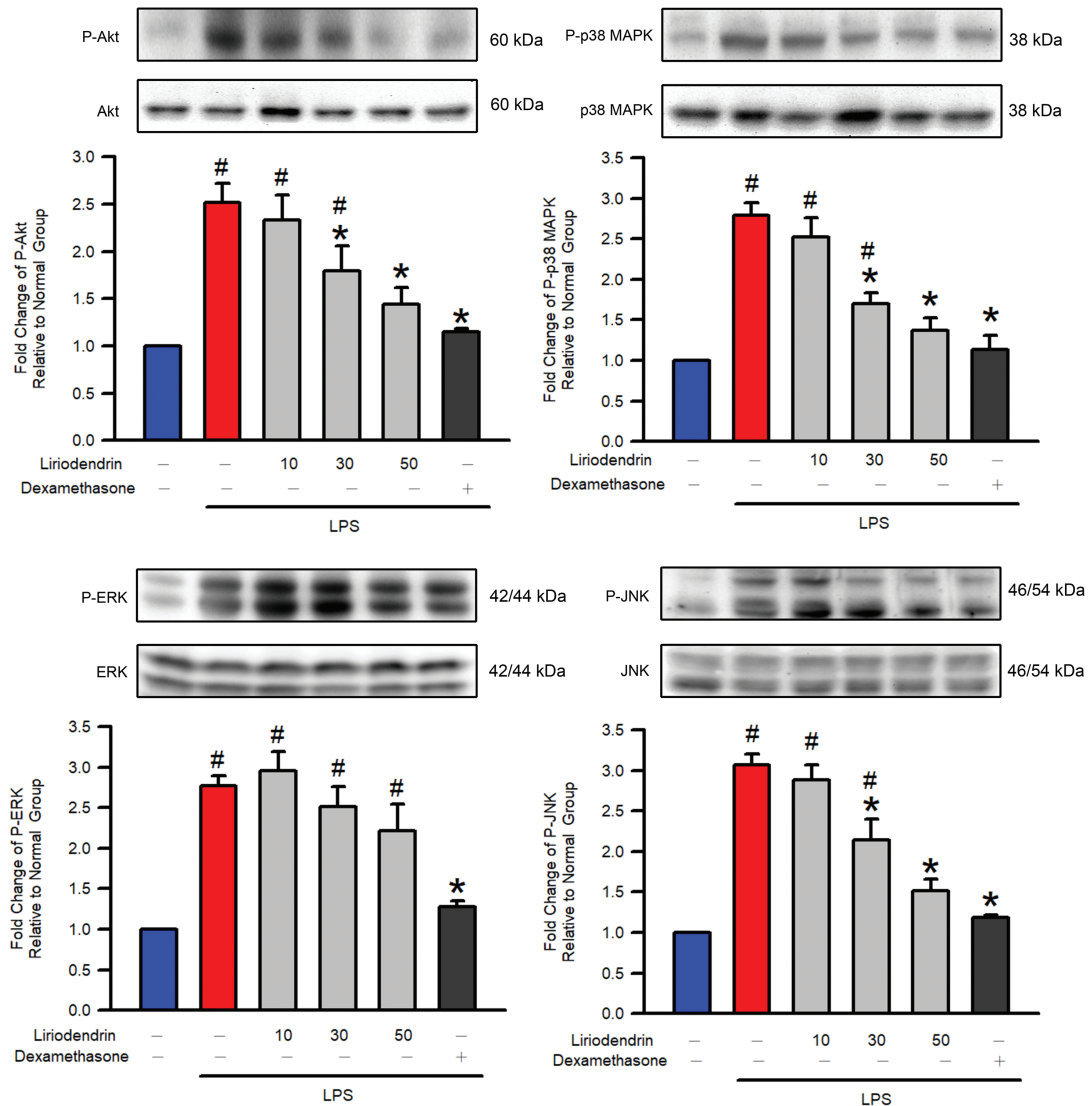 P-Akt
60 kDa
Akt
60 kDa
Fold Change of P-Akt
Relative to Normal Group
3.0
2.5
2.0
1.5
1.0
0.5
0.0
#
#
#
*
*
*
Liriodendrin – – 10 30 50 –
Dexamethasone – – – – – +
LPS
P-p38 MAPK
38 kDa
p38 MAPK
38 kDa
Fold Change of P-p38 MAPK
Relative to Normal Group
3.5
3.0
2.5
2.0
1.5
1.0
0.5
0.0
#
#
#
*
*
*
Liriodendrin – – 10 30 50 –
Dexamethasone – – – – – +
LPS
P-ERK
42/44 kDa
ERK
42/44 kDa
Fold Change of P-ERK
Relative to Normal Group
3.5
3.0
2.5
2.0
1.5
1.0
0.5
0.0
#
#
#
#
*
Liriodendrin – – 10 30 50 –
Dexamethasone – – – – – +
LPS
P-JNK
46/54 kDa
JNK
46/54 kDa
Fold Change of P-JNK
Relative to Normal Group
3.5
3.0
2.5
2.0
1.5
1.0
0.5
0.0
#
#
#
*
*
*
Liriodendrin – – 10 30 50 –
Dexamethasone – – – – – +
LPS